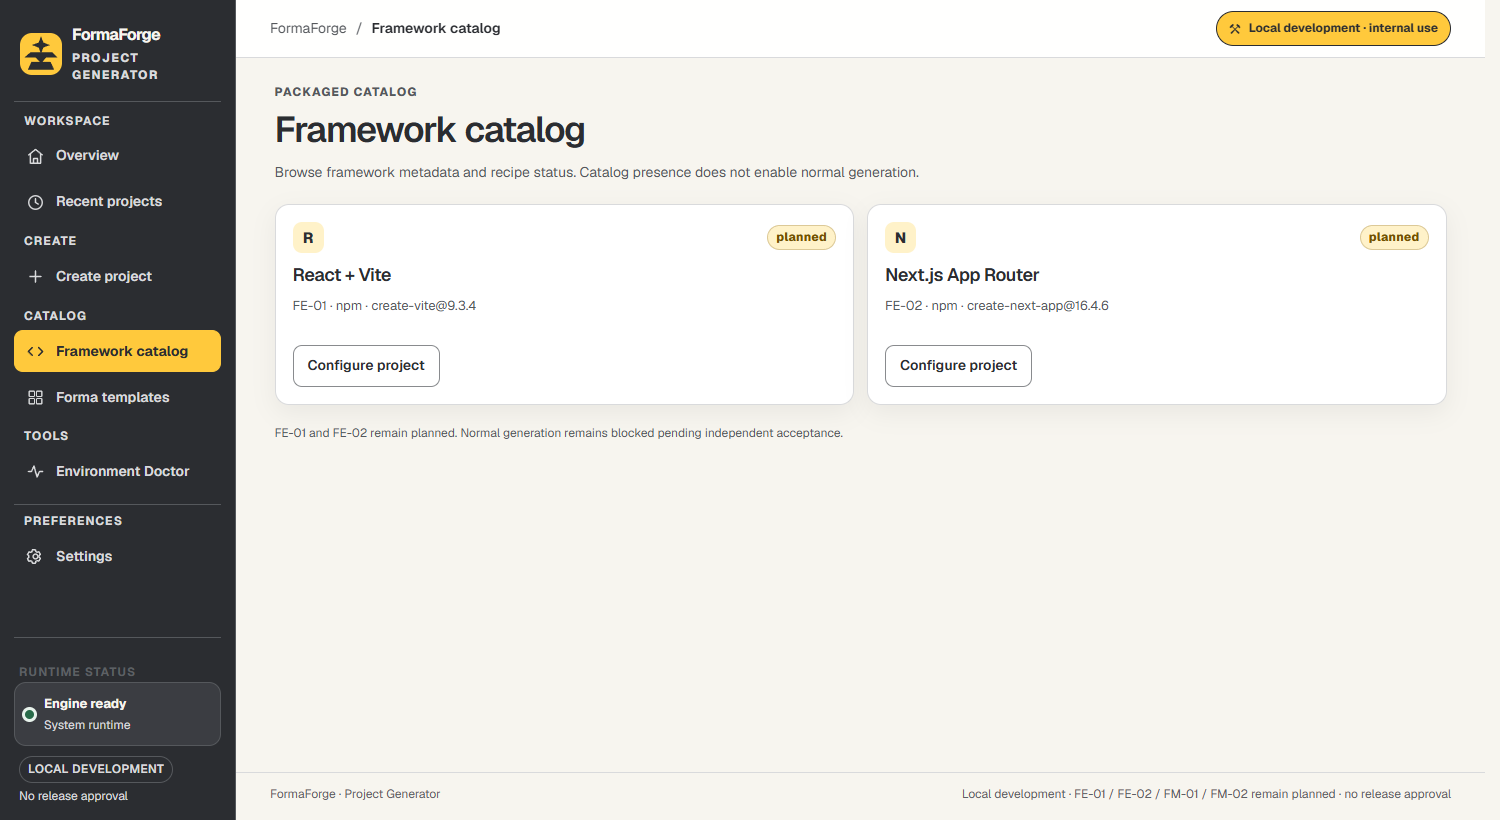 FormaForge
PROJECT
GENERATOR
WORKSPACE
Overview
Recent projects
CREATE
Create project
CATALOG
Framework catalog
Forma templates
TOOLS
Environment Doctor
PREFERENCES
Settings
RUNTIME STATUS
Engine ready
System runtime
LOCAL DEVELOPMENT
No release approval
FormaForge / Framework catalog
Local development · internal use
PACKAGED CATALOG
Framework catalog
Browse framework metadata and recipe status. Catalog presence does not enable normal generation.
R
planned
React + Vite
FE-01 · npm · create-vite@9.3.4
Configure project
N
planned
Next.js App Router
FE-02 · npm · create-next-app@16.4.6
Configure project
FE-01 and FE-02 remain planned. Normal generation remains blocked pending independent acceptance.
FormaForge · Project Generator
Local development · FE-01 / FE-02 / FM-01 / FM-02 remain planned · no release approval